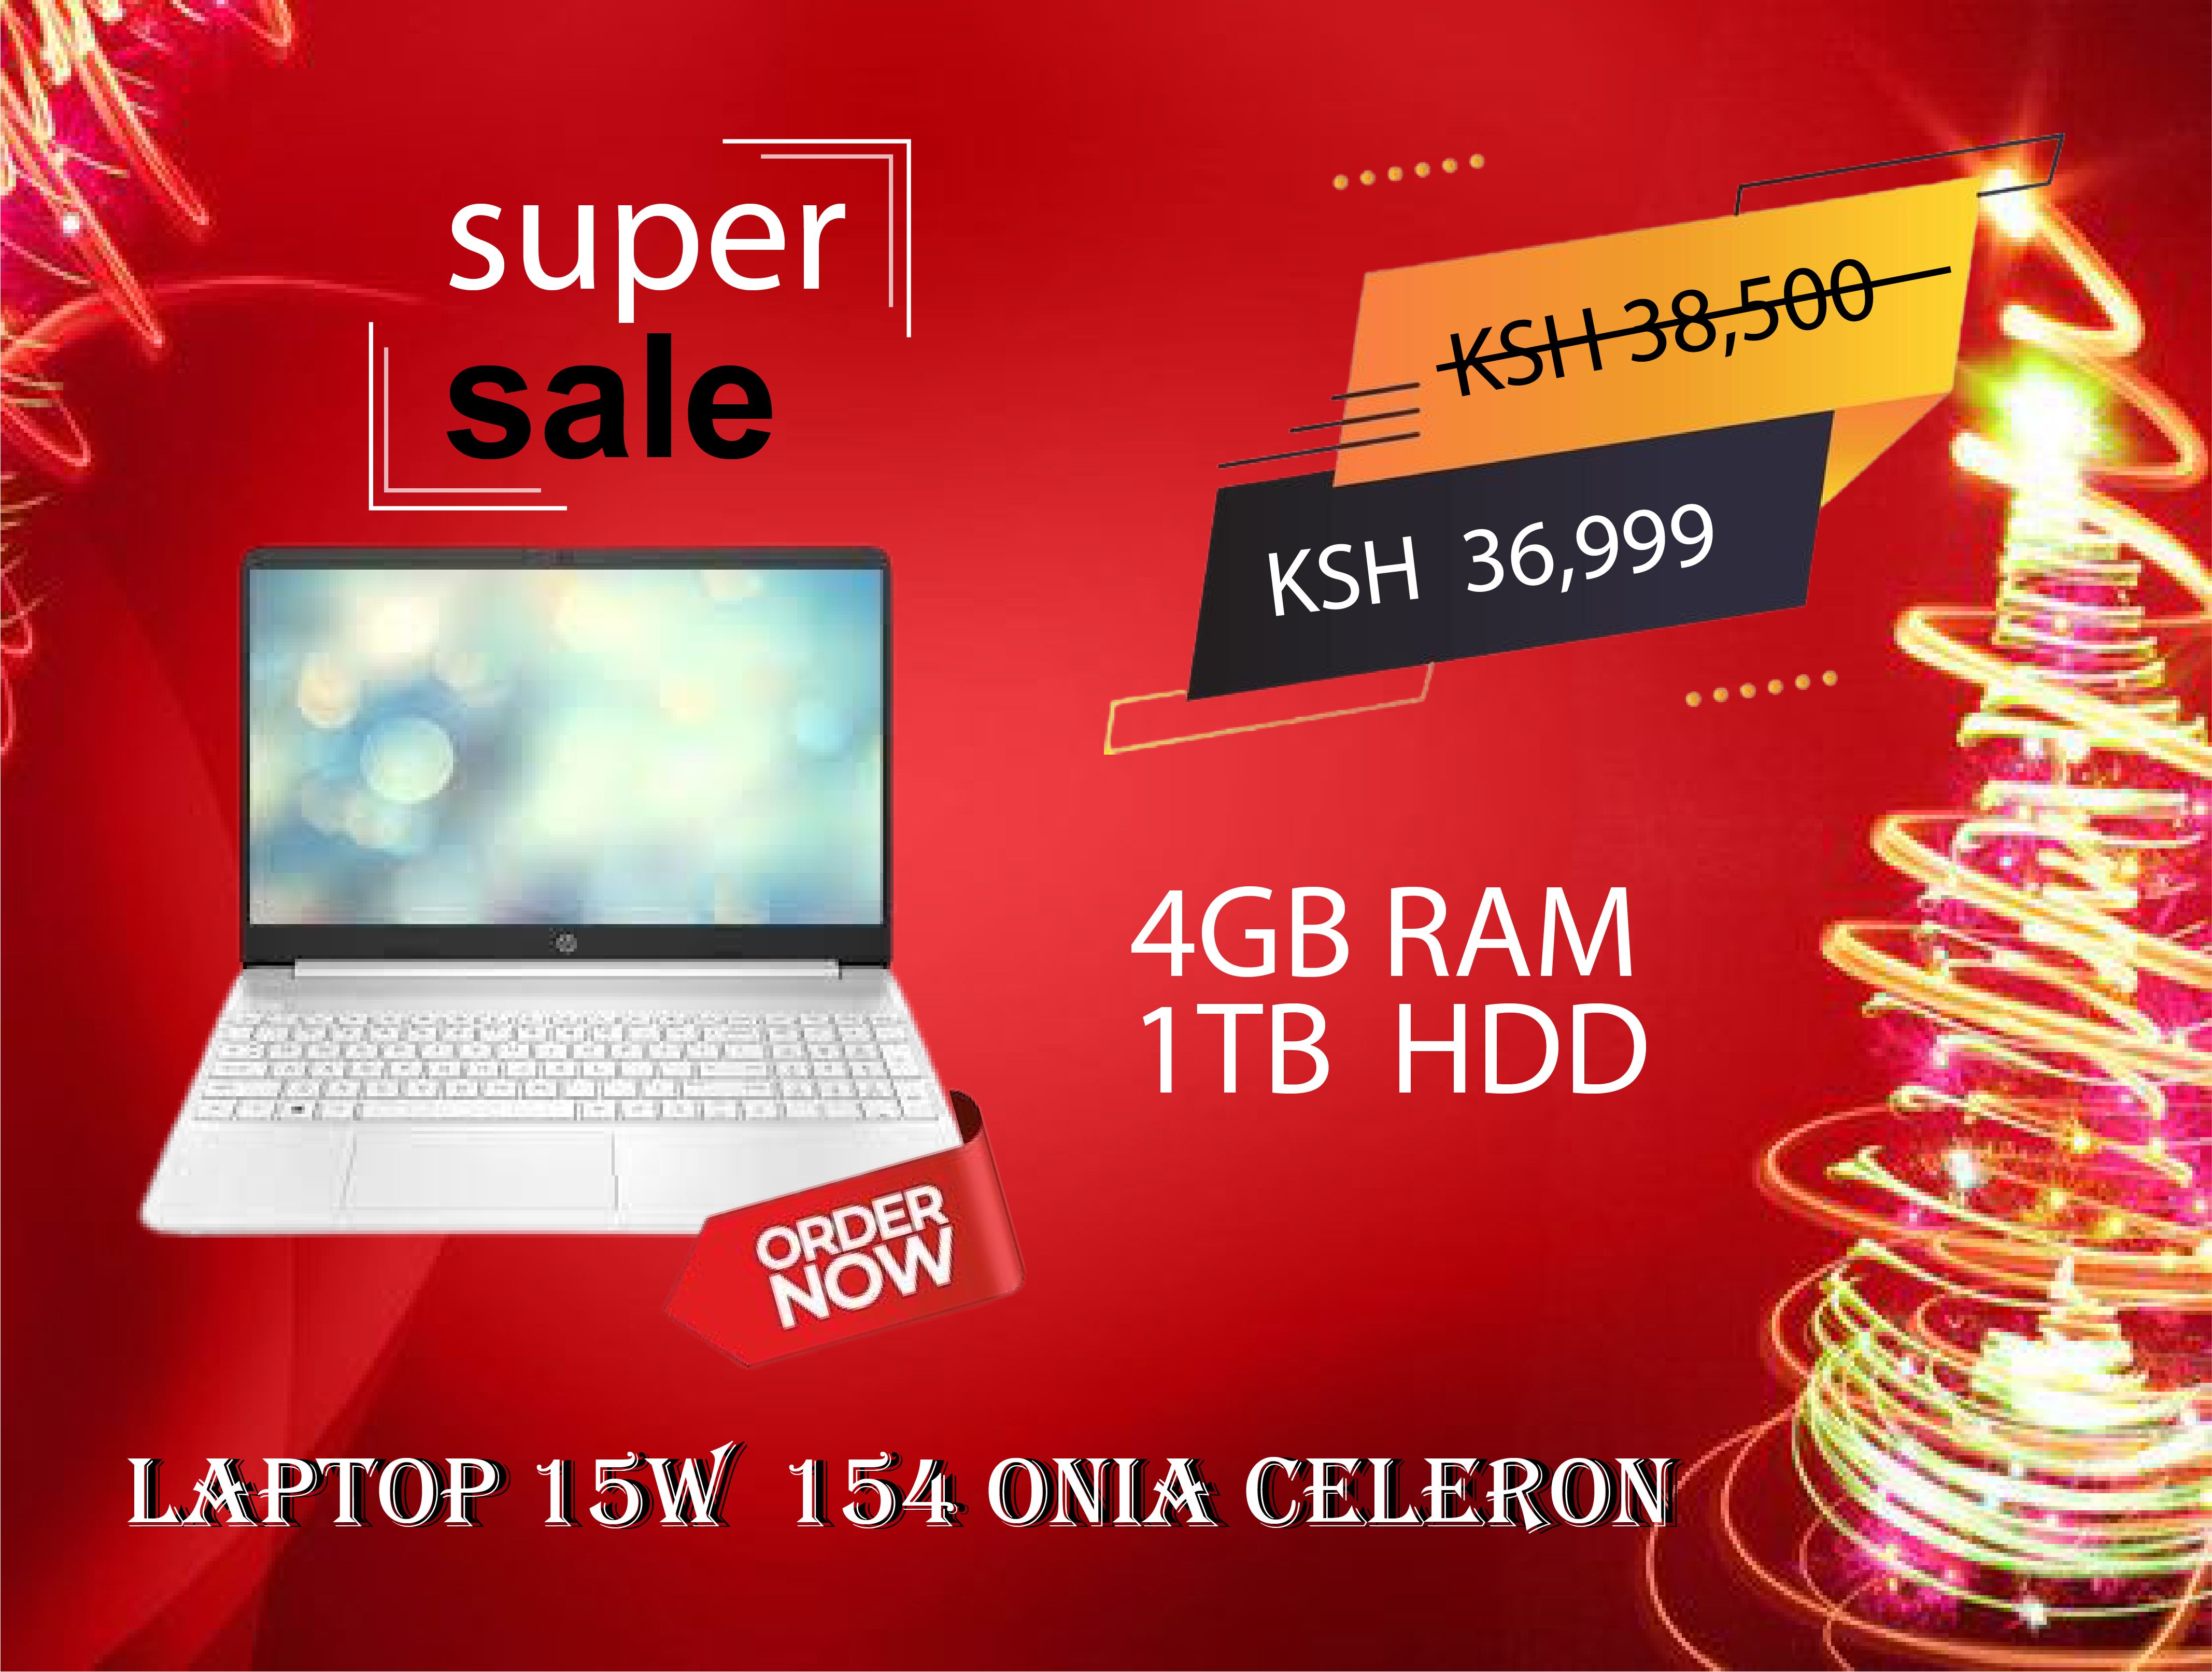 super
sale
KSH 38,500
KSH 36,999
4GB RAM
1TB HDD
ORDER
NOW
LAPTOP 15W 154 ONIA CELERON